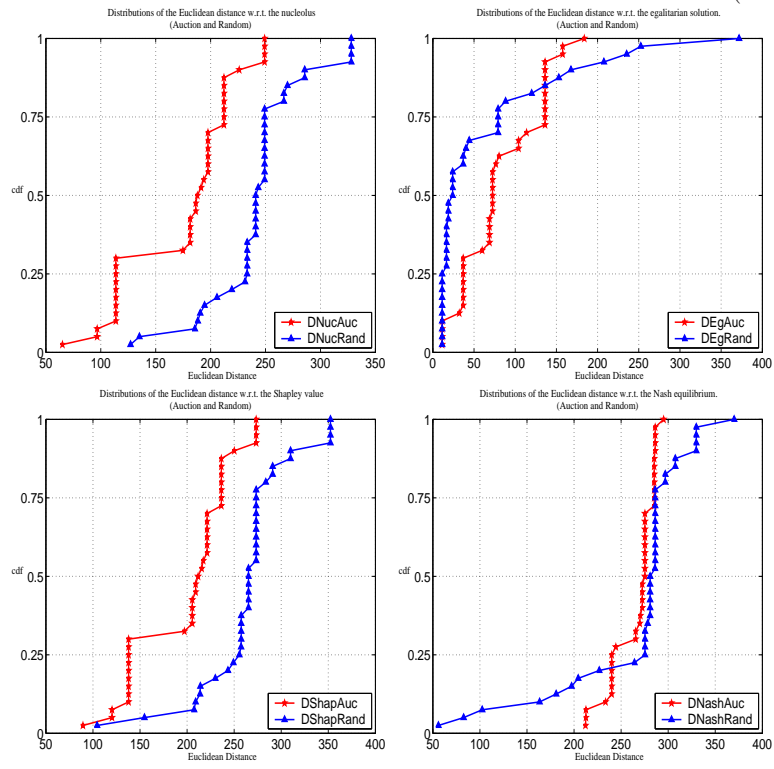 Distributions of the Euclidean distance w.r.t. the nucleolus
(Auction and Random)
1
0.75
cdf
0.5
0.25
0
50 100 150 200 250 300 350
Euclidean Distance
DNucAuc
DNucRand
Distributions of the Euclidean distance w.r.t. the egalitarian solution.
(Auction and Random)
1
0.75
cdf
0.5
0.25
0
0 50 100 150 200 250 300 350 400
Euclidean Distance
DEgAuc
DEgRand
Distributions of the Euclidean distance w.r.t. the Shapley value
(Auction and Random)
1
0.75
cdf
0.5
0.25
0
50 100 150 200 250 300 350 400
Euclidean Distance
DShapAuc
DShapRand
Distributions of the Euclidean distance w.r.t. the Nash equilibrium.
(Auction and Random)
1
0.75
cdf
0.5
0.25
0
50 100 150 200 250 300 350 400
Euclidean Distance
DNashAuc
DNashRand